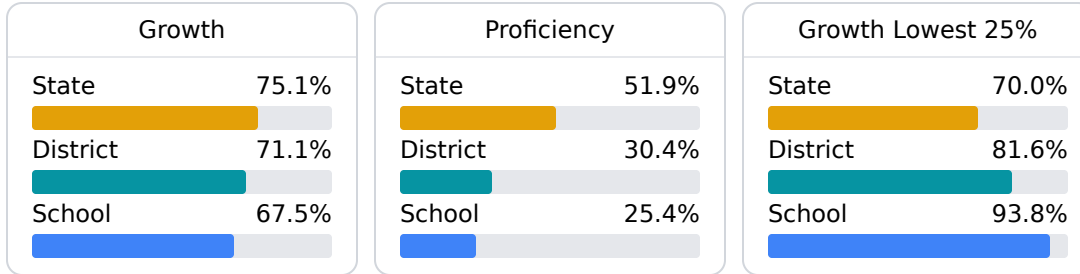 Growth
State 75.1%
District 71.1%
School 67.5%
Proficiency
State 51.9%
District 30.4%
School 25.4%
Growth Lowest 25%
State 70.0%
District 81.6%
School 93.8%